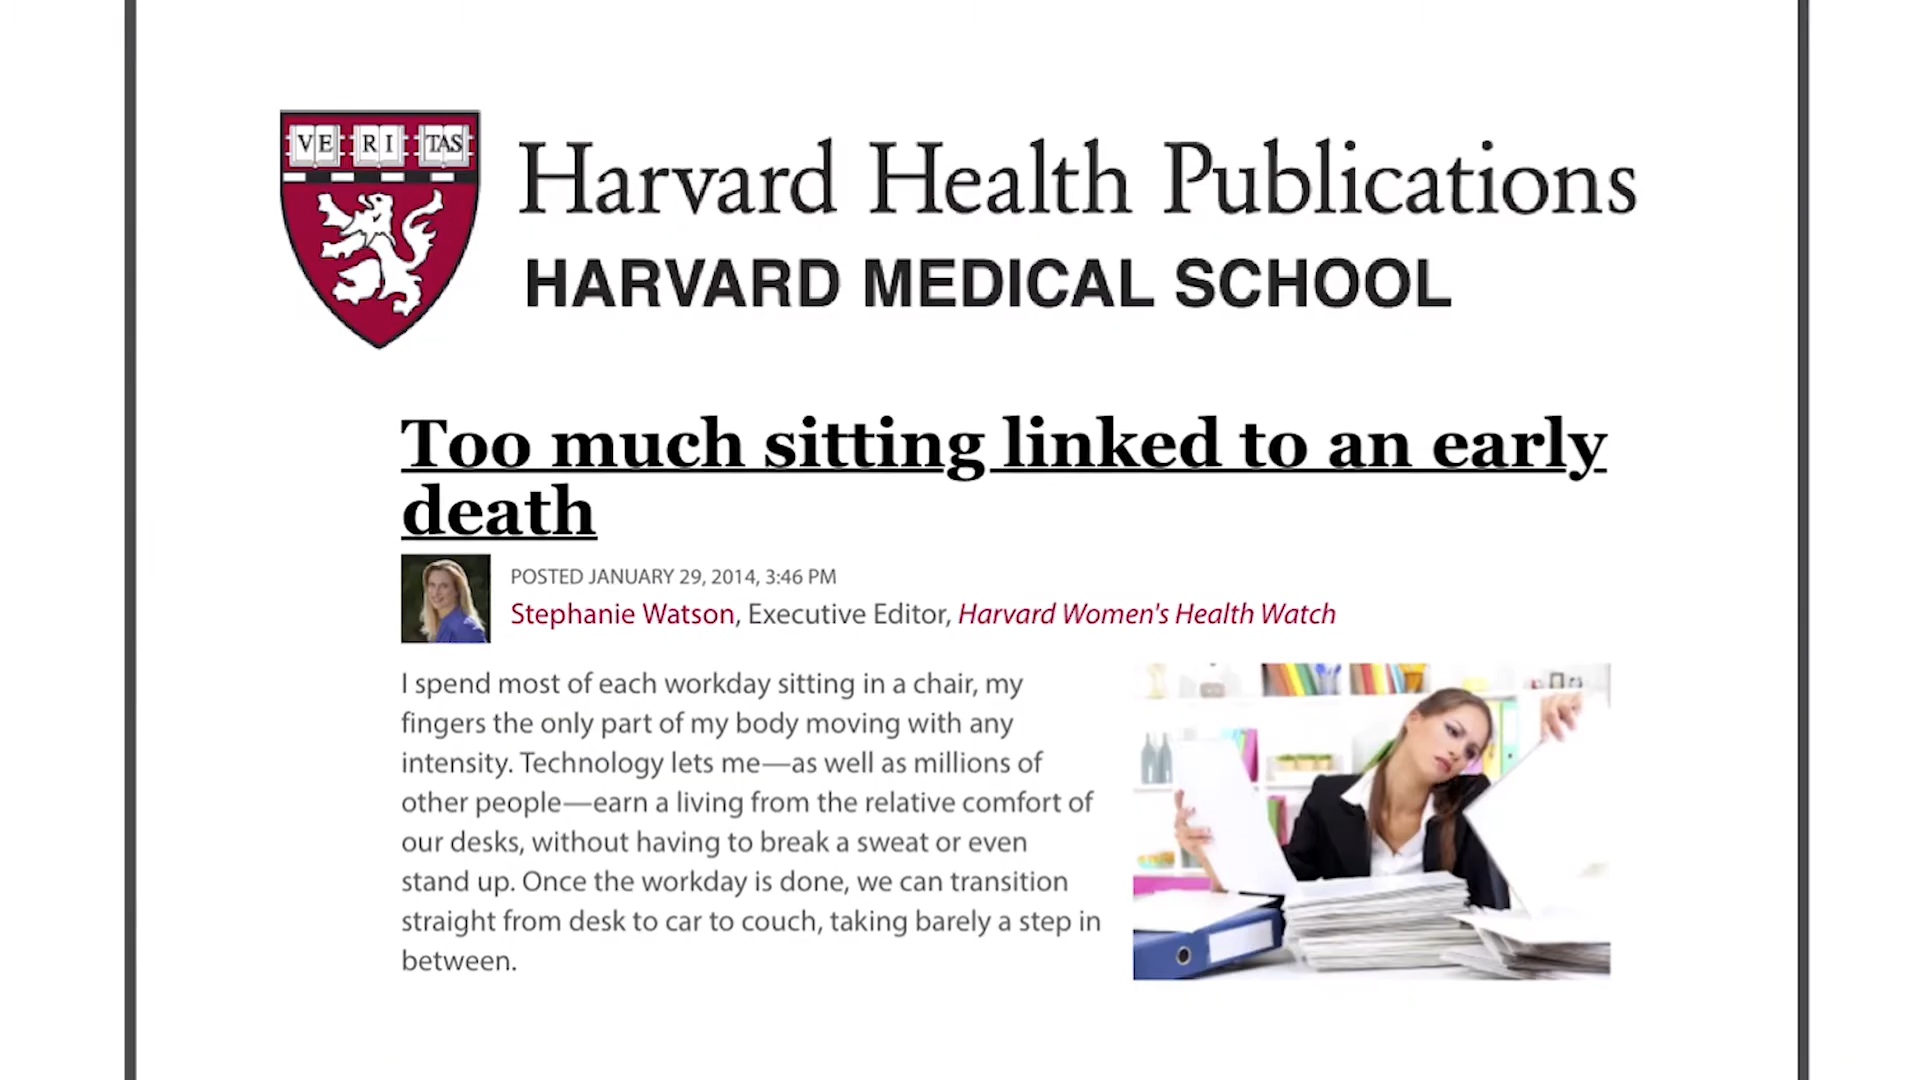 VE RI TAS
Harvard Health Publications
HARVARD MEDICAL SCHOOL
Too much sitting linked to an early
death
POSTED JANUARY 29, 2014, 3:46 PM
Stephanie Watson, Executive Editor, Harvard Women's Health Watch
I spend most of each workday sitting in a chair, my
fingers the only part of my body moving with any
intensity. Technology lets me—as well as millions of
other people—earn a living from the relative comfort of
our desks, without having to break a sweat or even
stand up. Once the workday is done, we can transition
straight from desk to car to couch, taking barely a step in
between.